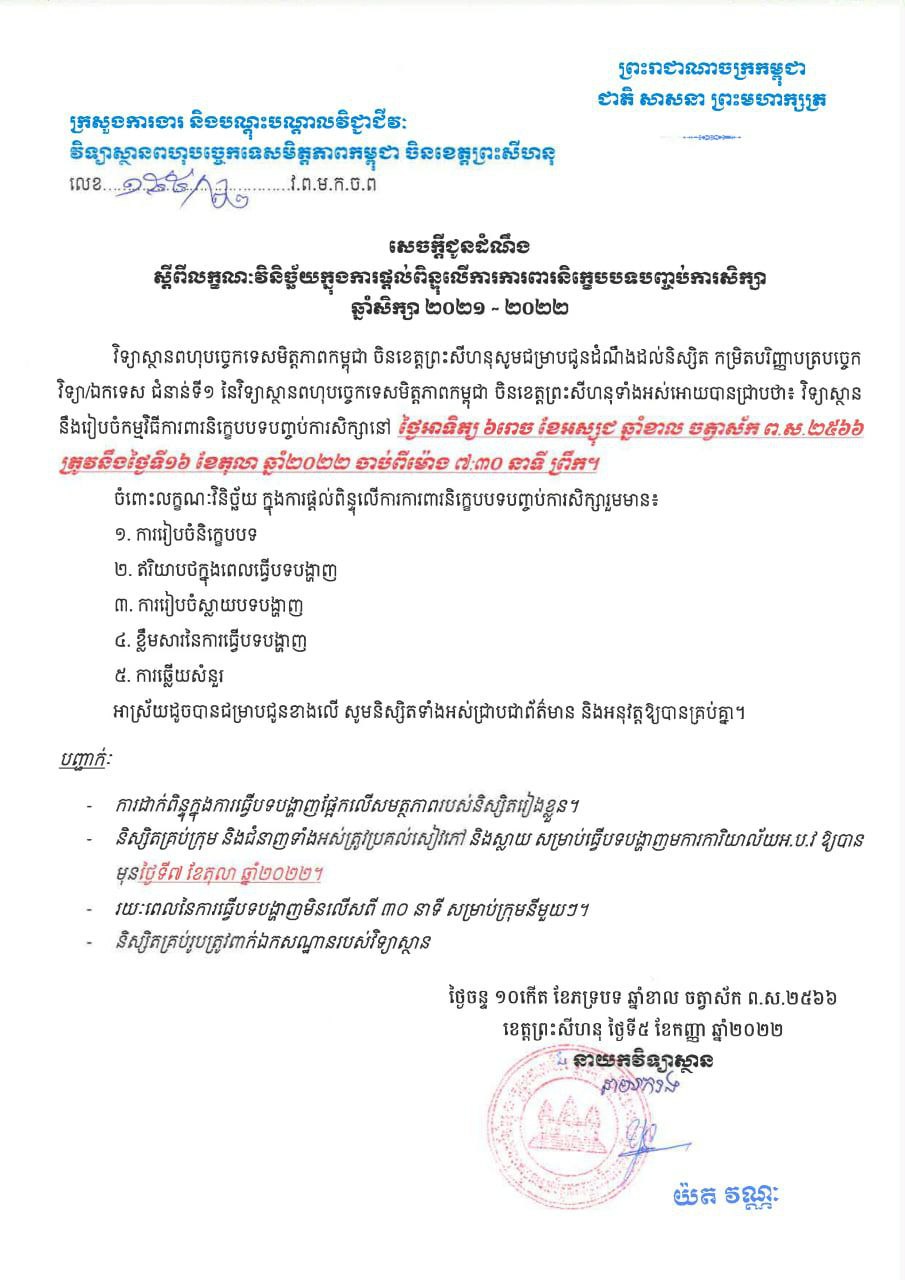 ព្រះរាជាណាចក្រកម្ពុជា
ជាតិ សាសនា ព្រះមហាក្សត្រ
ក្រសួងការងារ និងបណ្តុះបណ្តាលវិជ្ជាជីវៈ
វិទ្យាស្ថានពហុបច្ចេកទេសមិត្តភាពកម្ពុជា ចិនខេត្តព្រះសីហនុ
លេខ.............វ.ព.ម.ក.ច.ព
សេចក្តីជូនដំណឹង
ស្តីពីលក្ខណៈវិនិច្ឆ័យក្នុងការផ្តល់ពិន្ទុលើការការពារនិក្ខេបបទបញ្ចប់ការសិក្សា
ឆ្នាំសិក្សា ២០២១ ~ ២០២២
វិទ្យាស្ថានពហុបច្ចេកទេសមិត្តភាពកម្ពុជា ចិនខេត្តព្រះសីហនុសូមជម្រាបជូនដំណឹងដល់និស្សិត កម្រិតបរិញ្ញាបត្របច្ចេក
វិទ្យា/ឯកទេស ជំនាន់ទី១ នៃវិទ្យាស្ថានពហុបច្ចេកទេសមិត្តភាពកម្ពុជា ចិនខេត្តព្រះសីហនុទាំងអស់អោយបានជ្រាបថា៖ វិទ្យាស្ថាន
នឹងរៀបចំកម្មវិធីការពារនិក្ខេបបទបញ្ចប់ការសិក្សានៅ ថ្ងៃអាទិត្យ ៦រោច ខែអស្សុជ ឆ្នាំខាល ចត្វាស័ក ព.ស.២៥៦៦
ត្រូវនឹងថ្ងៃទី១៦ ខែតុលា ឆ្នាំ២០២២ ចាប់ពីម៉ោង ៧:៣០ នាទី ព្រឹក។
ចំពោះលក្ខណៈវិនិច្ឆ័យ ក្នុងការផ្តល់ពិន្ទុលើការការពារនិក្ខេបបទបញ្ចប់ការសិក្សារួមមាន៖
១. ការរៀបចំនិក្ខេបបទ
២. ឥរិយាបថក្នុងពេលធ្វើបទបង្ហាញ
៣. ការរៀបចំស្លាយបទបង្ហាញ
៤. ខ្លឹមសារនៃការធ្វើបទបង្ហាញ
៥. ការឆ្លើយសំនួរ
អាស្រ័យដូចបានជម្រាបជូនខាងលើ សូមនិស្សិតទាំងអស់ជ្រាបជាព័ត៌មាន និងអនុវត្តឱ្យបានគ្រប់គ្នា។
បញ្ជាក់ៈ
- ការដាក់ពិន្ទុក្នុងការធ្វើបទបង្ហាញផ្អែកលើសមត្ថភាពរបស់និស្សិតរៀងខ្លួន។
- និស្សិតគ្រប់ក្រុម និងជំនាញទាំងអស់ត្រូវប្រគល់សៀវភៅ និងស្លាយ សម្រាប់ធ្វើបទបង្ហាញមកការិយាល័យអ.ប.វ ឱ្យបាន
មុនថ្ងៃទី៧ ខែតុលា ឆ្នាំ២០២២។
- រយៈពេលនៃការធ្វើបទបង្ហាញមិនលើសពី ៣០ នាទី សម្រាប់ក្រុមនីមួយៗ។
- និស្សិតគ្រប់រូបត្រូវពាក់ឯកសណ្ឋានរបស់វិទ្យាស្ថាន
ថ្ងៃចន្ទ ១០កើត ខែភទ្របទ ឆ្នាំខាល ចត្វាស័ក ព.ស.២៥៦៦
ខេត្តព្រះសីហនុ ថ្ងៃទី៥ ខែកញ្ញា ឆ្នាំ២០២២
នាយកវិទ្យាស្ថាន
នាយករង
យ៉ត វណ្ណៈ